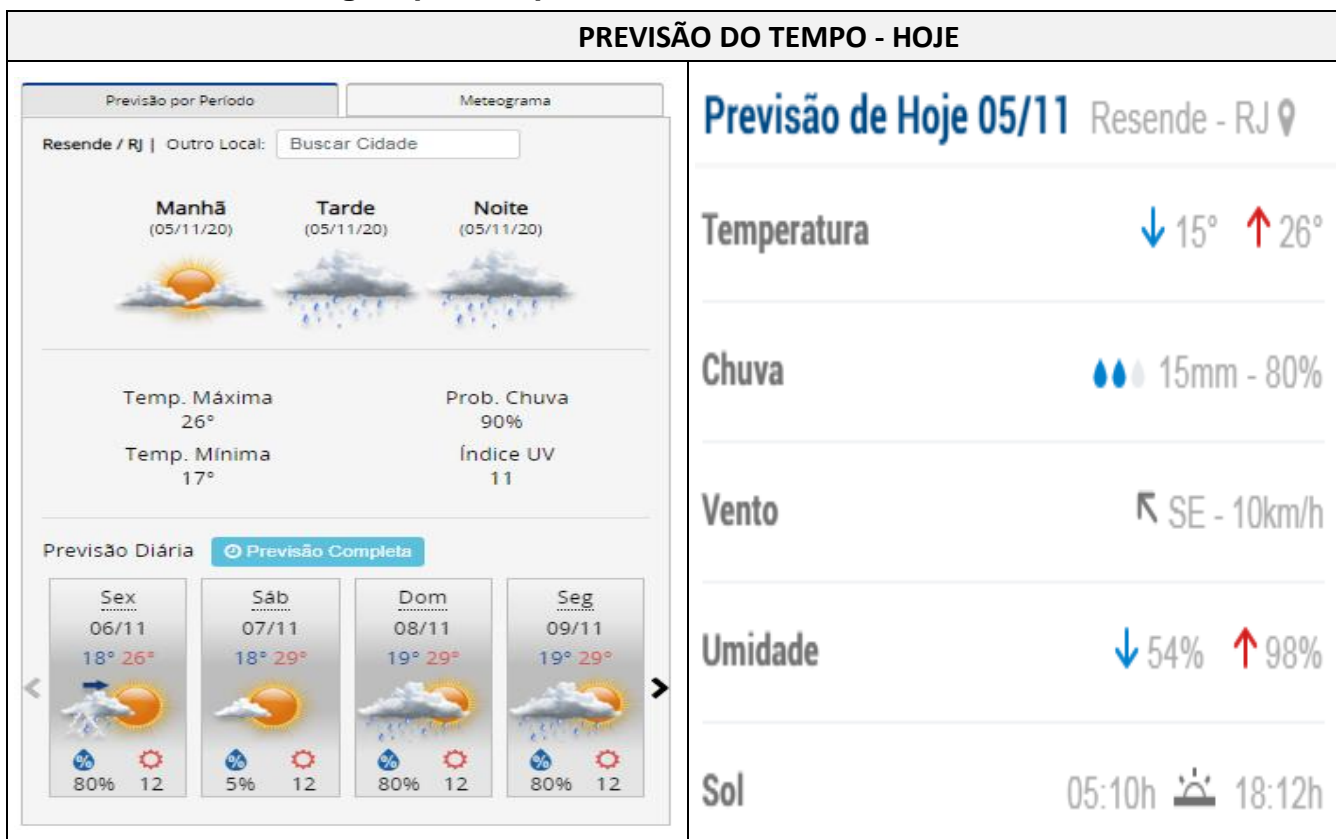 PREVISÃO DO TEMPO - HOJE
Previsão por Período
Meteograma
Resende / RJ | Outro Local: Buscar Cidade
Manhã Tarde Noite
(05/11/20) (05/11/20) (05/11/20)
Temp. Máxima Prob. Chuva
26° 90%
Temp. Mínima Índice UV
17° 11
Previsão Diária Previsão Completa
Sex Sáb Dom Seg
06/11 07/11 08/11 09/11
18° 26° 18° 29° 19° 29° 19° 29°
< >
% % % %
80% 12 5% 12 80% 12 80% 12
Previsão de Hoje 05/11 Resende - RJ
Temperatura ↓ 15° ↑ 26°
Chuva 15mm - 80%
Vento SE - 10km/h
Umidade ↓ 54% ↑ 98%
Sol 05:10h 18:12h